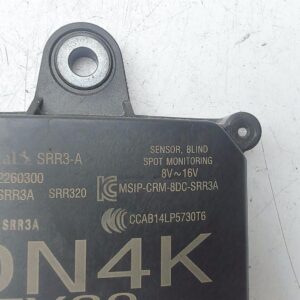 SRR3-A
2260300
SRR3A SRR320
SRR3A
SENSOR, BLIND
SPOT MONITORING
8V~16V
MSIP-CRM-8DC-SRR3A
CCAB14LP5730T6
DN4K